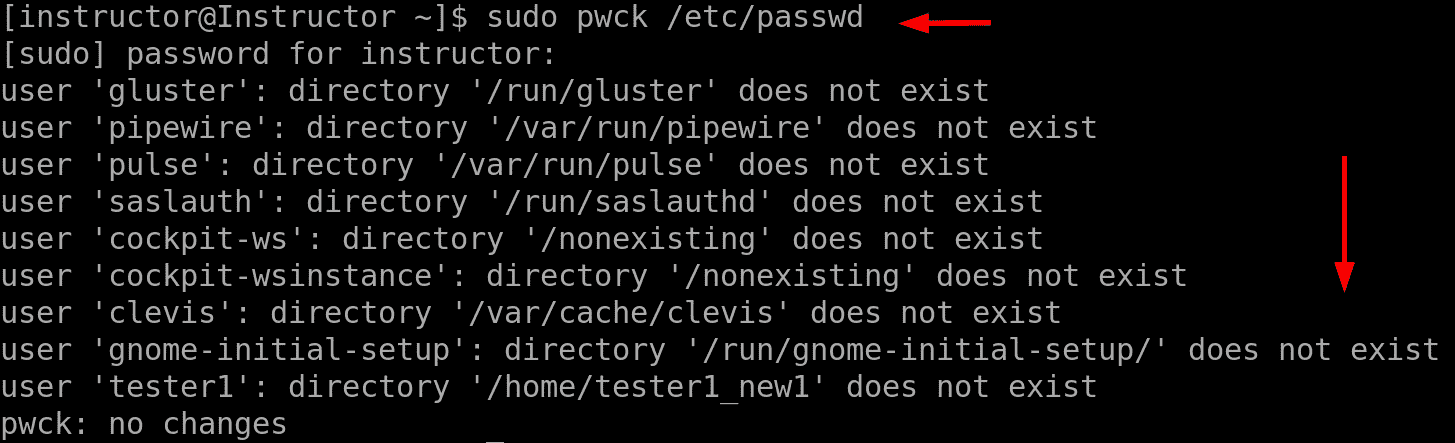 [instructor@Instructor ~]$ sudo pwck /etc/passwd
[sudo] password for instructor:
user 'gluster': directory '/run/gluster' does not exist
user 'pipewire': directory '/var/run/pipewire' does not exist
user 'pulse': directory '/var/run/pulse' does not exist
user 'saslauth': directory '/run/saslauthd' does not exist
user 'cockpit-ws': directory '/nonexisting' does not exist
user 'cockpit-wsinstance': directory '/nonexisting' does not exist
user 'clevis': directory '/var/cache/clevis' does not exist
user 'gnome-initial-setup': directory '/run/gnome-initial-setup/' does not exist
user 'tester1': directory '/home/tester1_new1' does not exist
pwck: no changes